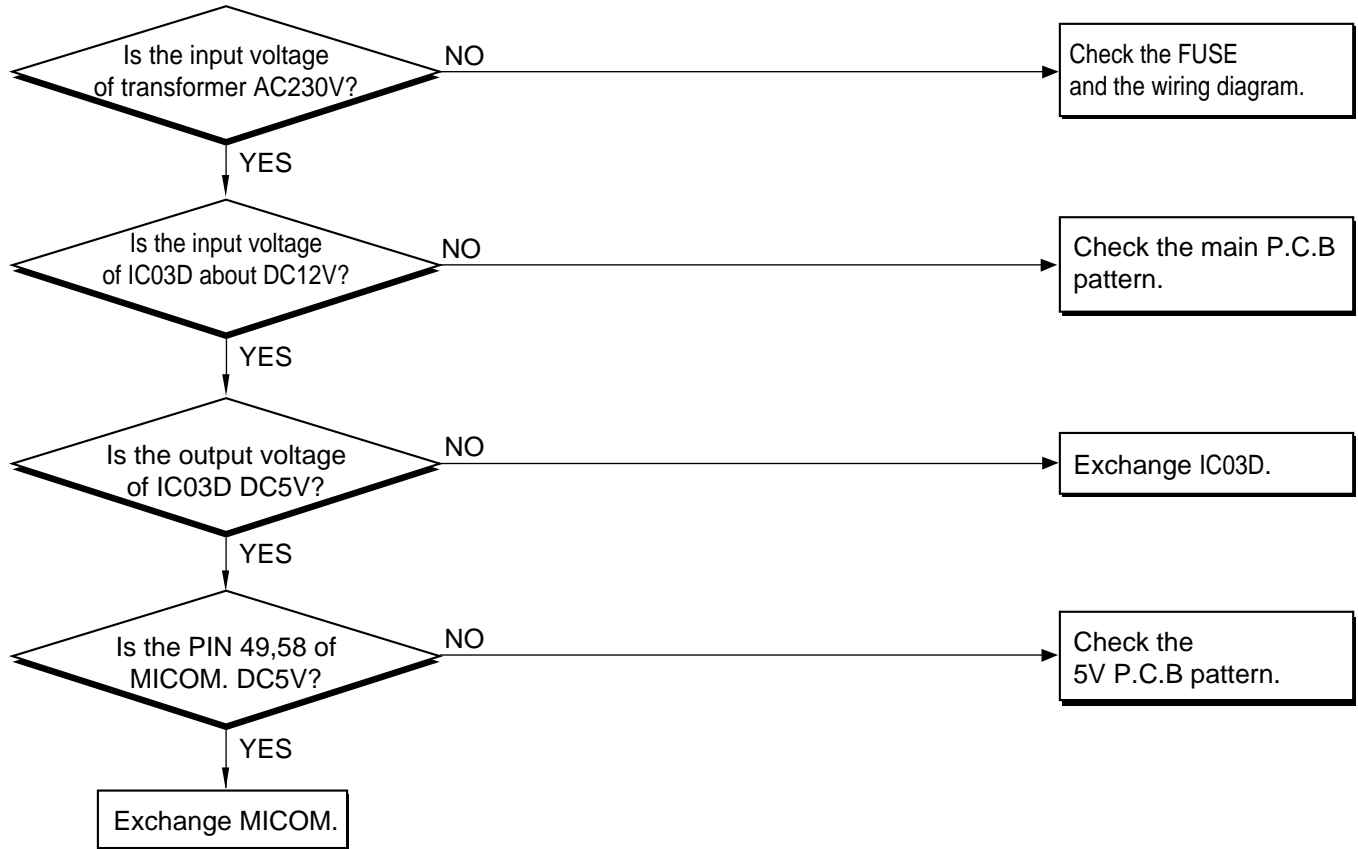 Is the input voltage
of transformer AC230V?
NO
Check the FUSE
and the wiring diagram.
YES
Is the input voltage
of IC03D about DC12V?
NO
Check the main P.C.B
pattern.
YES
Is the output voltage
of IC03D DC5V?
NO
Exchange IC03D.
YES
Is the PIN 49,58 of
MICOM. DC5V?
NO
Check the
5V P.C.B pattern.
YES
Exchange MICOM.